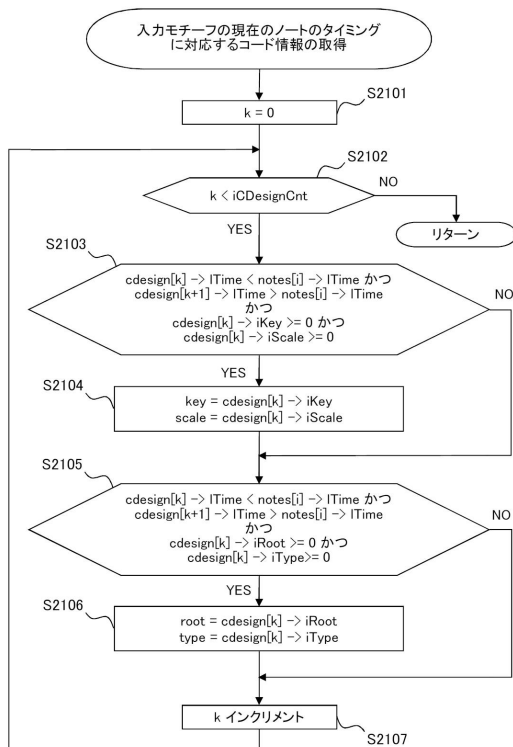 入力モチーフの現在のノートのタイミング
に対応するコード情報の取得
S2101
k = 0
S2102
k < iCDesignCnt
NO
リターン
YES
S2103
cdesign[k] -> lTime < notes[i] -> lTime かつ
cdesign[k+1] -> lTime > notes[i] -> lTime
かつ
cdesign[k] -> iKey >= 0 かつ
cdesign[k] -> iScale >= 0
NO
YES
S2104
key = cdesign[k] -> iKey
scale = cdesign[k] -> iScale
S2105
cdesign[k] -> lTime < notes[i] -> lTime かつ
cdesign[k+1] -> lTime > notes[i] -> lTime
かつ
cdesign[k] -> iRoot >= 0 かつ
cdesign[k] -> iType>= 0
NO
YES
S2106
root = cdesign[k] -> iRoot
type = cdesign[k] -> iType
k インクリメント
S2107